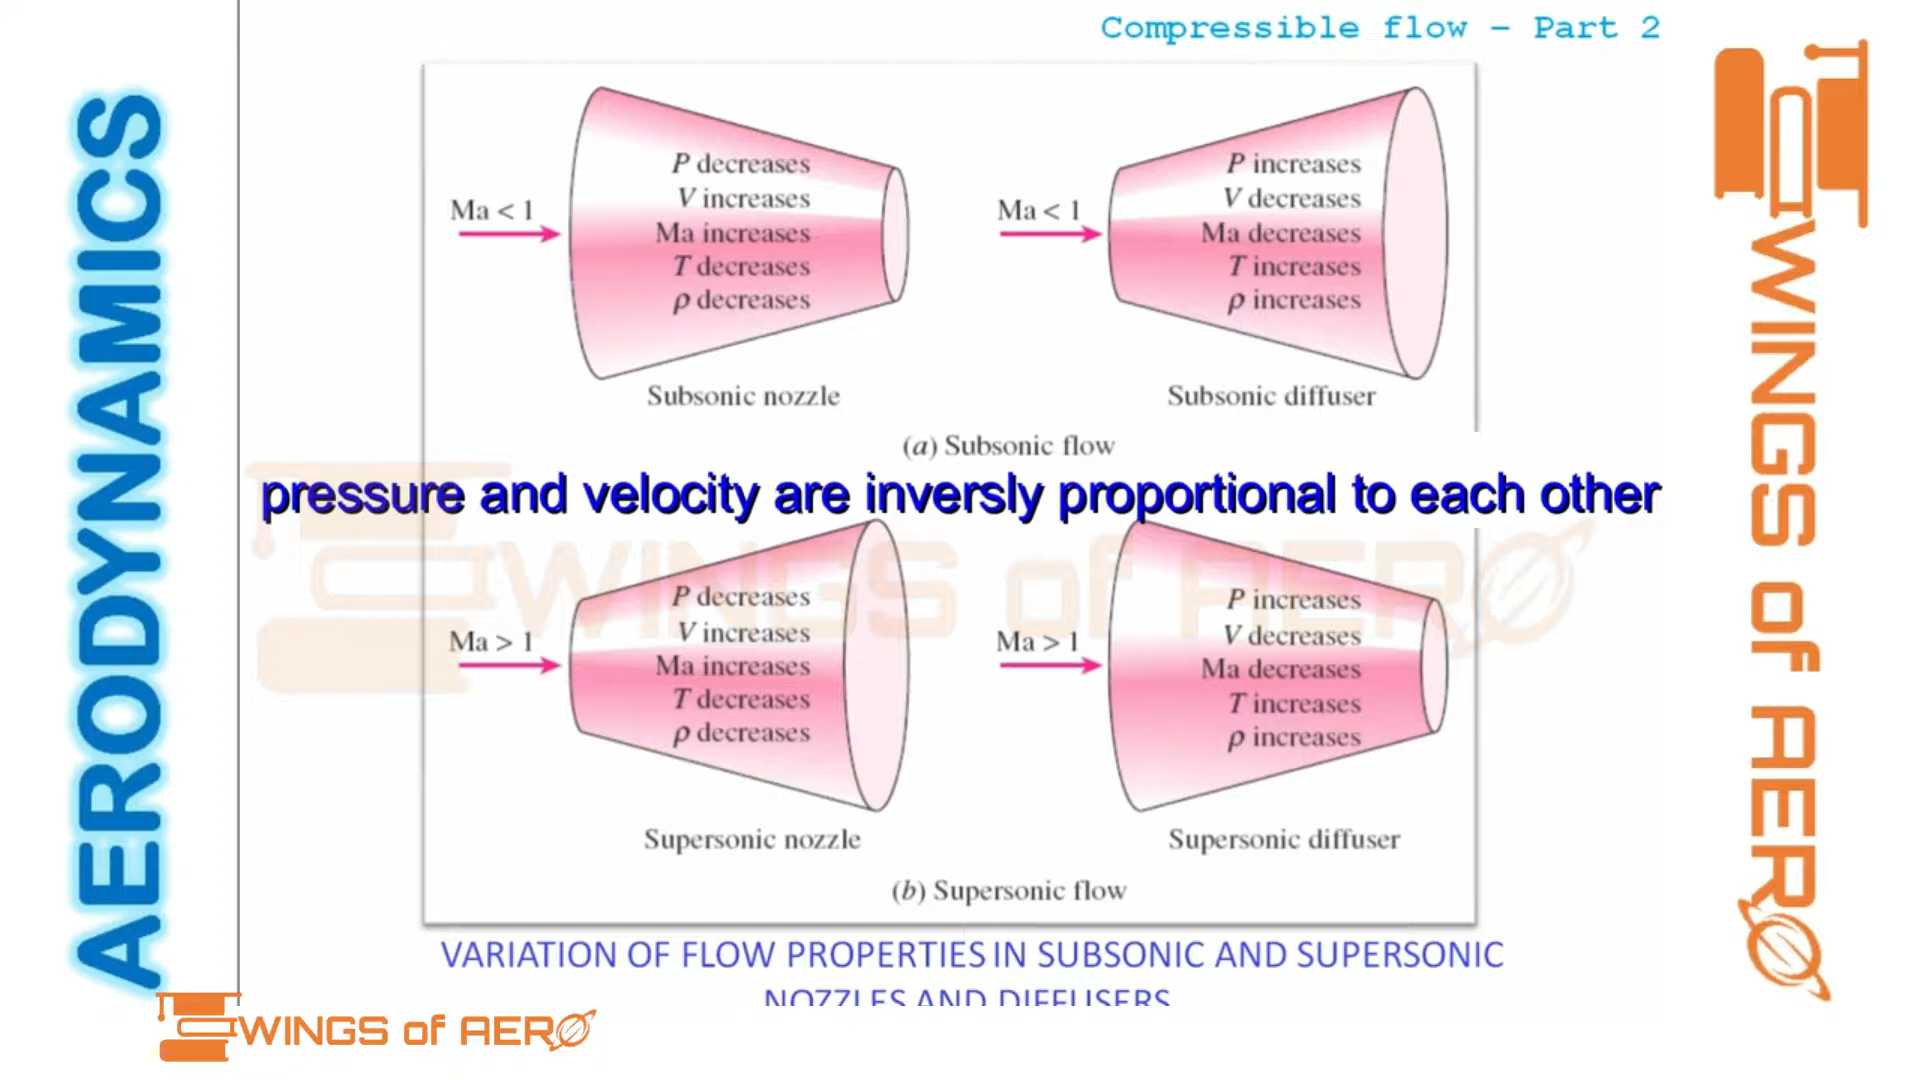 Compressible flow – Part 2
AERODYNAMICS
WINGS of AERO
Ma < 1
P decreases
V increases
Ma increases
T decreases
ρ decreases
Subsonic nozzle
Ma < 1
P increases
V decreases
Ma decreases
T increases
ρ increases
Subsonic diffuser
(a) Subsonic flow
pressure and velocity are inversly proportional to each other
WINGS of AERO
Ma > 1
P decreases
V increases
Ma increases
T decreases
ρ decreases
Supersonic nozzle
Ma > 1
P increases
V decreases
Ma decreases
T increases
ρ increases
Supersonic diffuser
(b) Supersonic flow
VARIATION OF FLOW PROPERTIES IN SUBSONIC AND SUPERSONIC
NOZZLES AND DIFFUSERS
WINGS of AERO